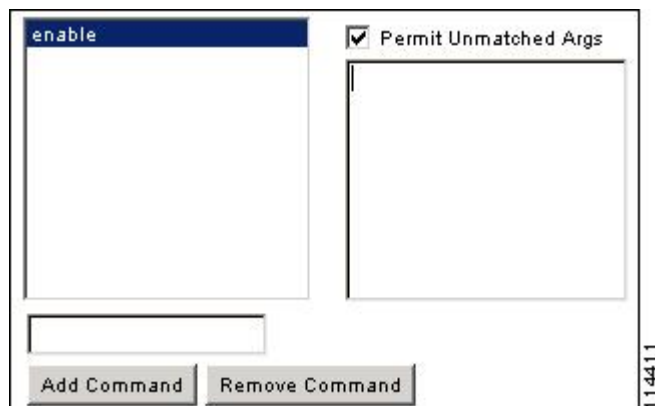 enable
Permit Unmatched Args
Add Command
Remove Command
114411